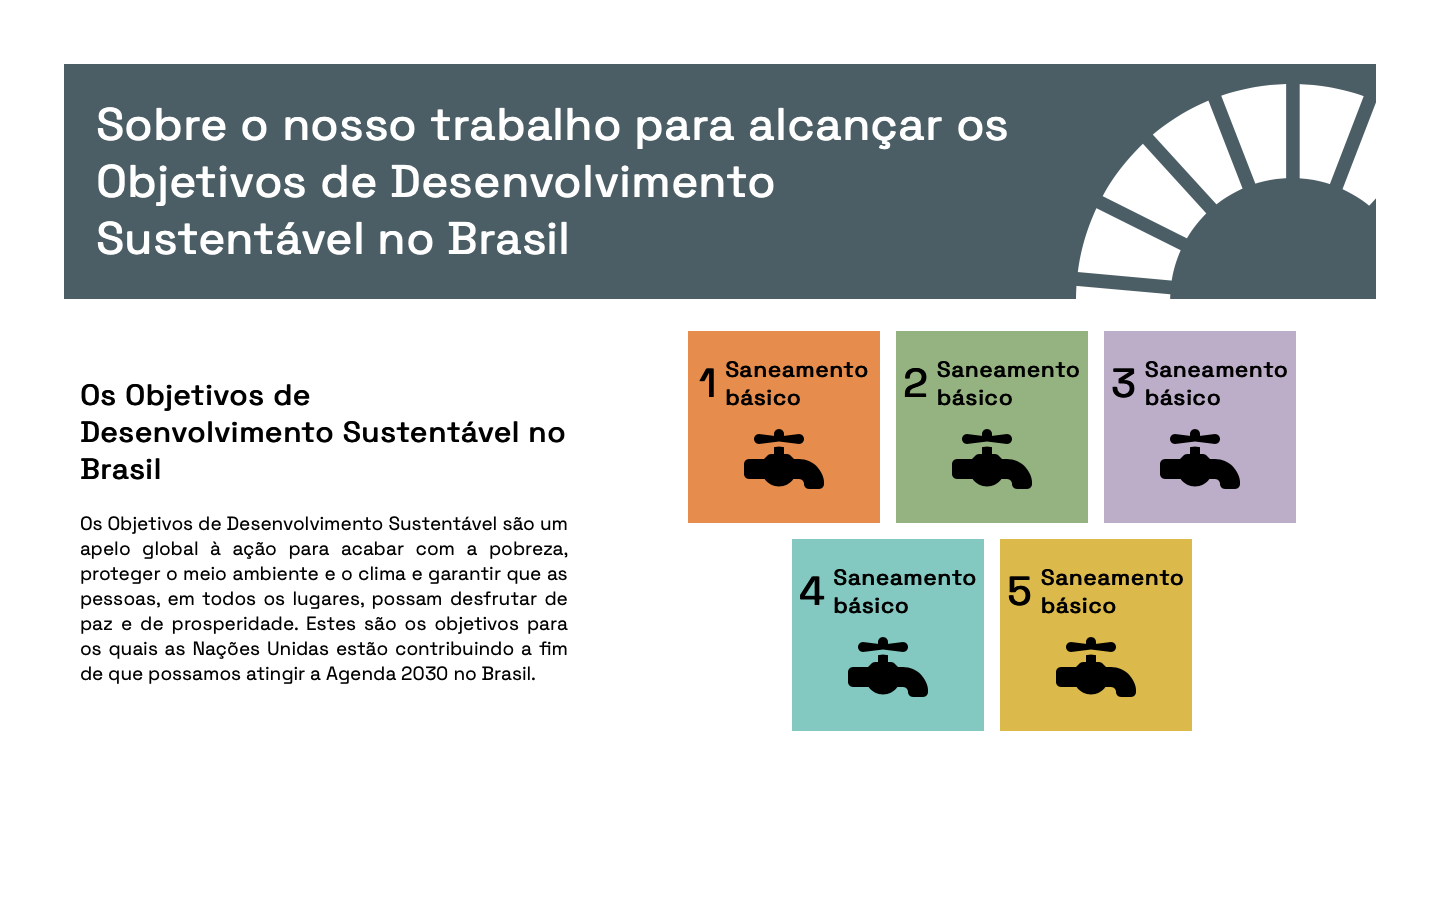 Sobre o nosso trabalho para alcançar os
Objetivos de Desenvolvimento
Sustentável no Brasil
Os Objetivos de
Desenvolvimento Sustentável no
Brasil
Os Objetivos de Desenvolvimento Sustentável são um
apelo global à ação para acabar com a pobreza,
proteger o meio ambiente e o clima e garantir que as
pessoas, em todos os lugares, possam desfrutar de
paz e de prosperidade. Estes são os objetivos para
os quais as Nações Unidas estão contribuindo a fim
de que possamos atingir a Agenda 2030 no Brasil.
1 Saneamento
básico
2 Saneamento
básico
3 Saneamento
básico
4 Saneamento
básico
5 Saneamento
básico